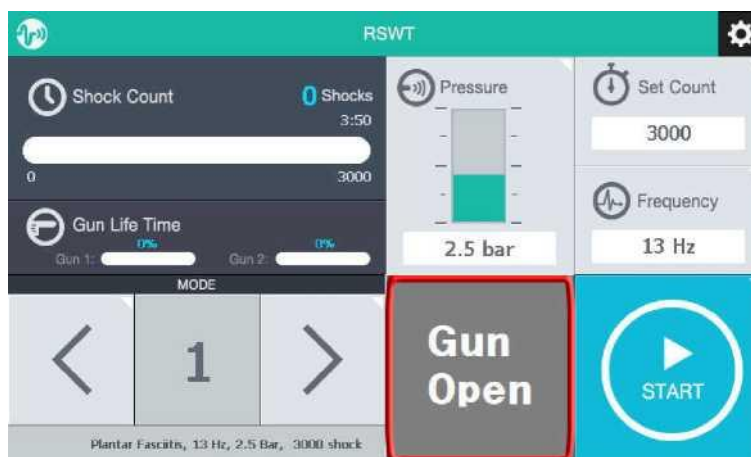 RSWT
Shock Count
0 Shocks
3:50
0
3000
Gun Life Time
0%
0%
Gun 1:
Gun 2:
Pressure
2.5 bar
Set Count
3000
Frequency
13 Hz
MODE
1
Plantar Fasciitis, 13 Hz, 2.5 Bar, 3000 shock
Gun
Open
START